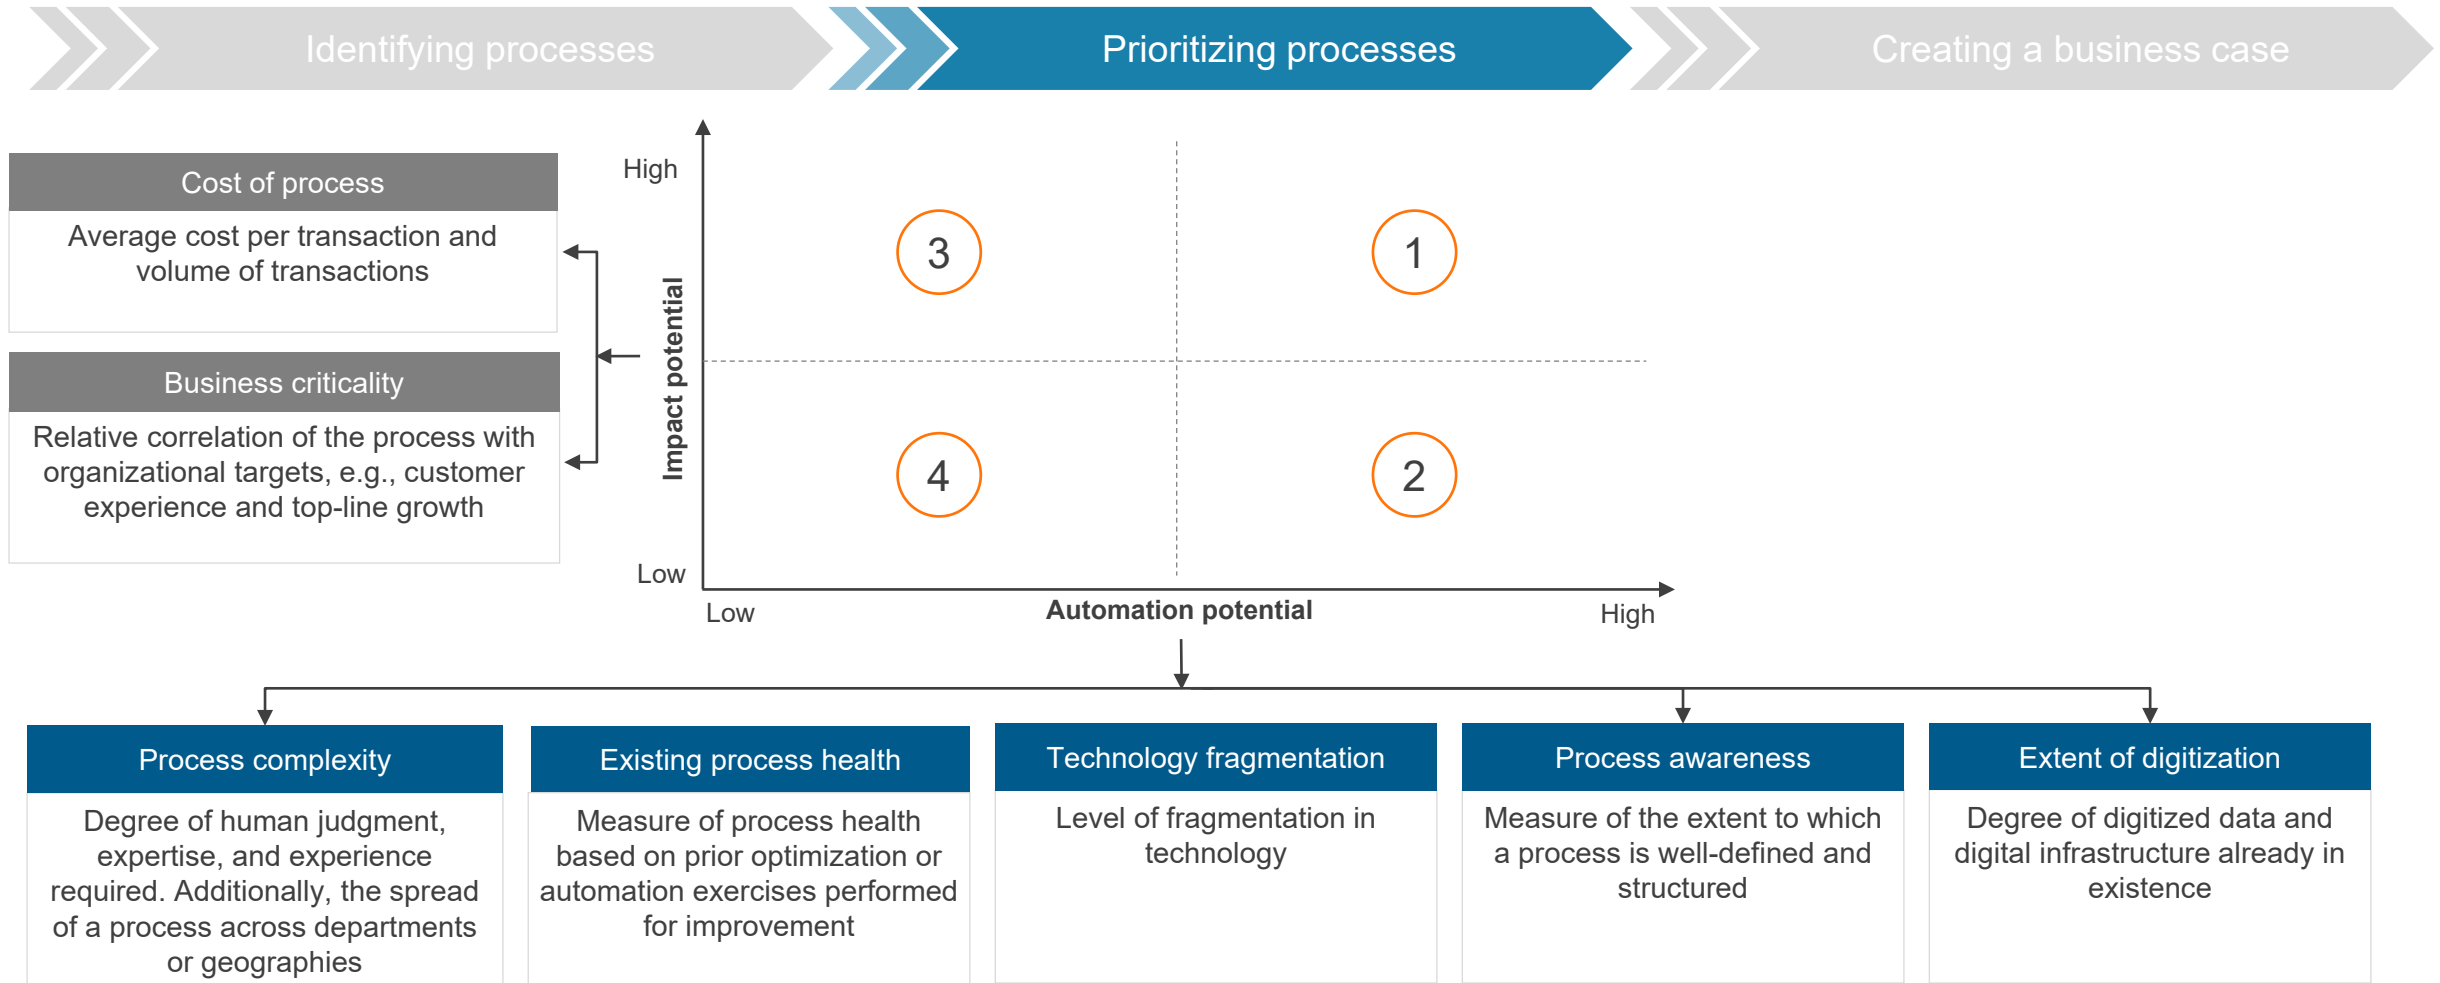 Identifying processes
Prioritizing processes
Creating a business case
Cost of process
Average cost per transaction and
volume of transactions
Business criticality
Relative correlation of the process with
organizational targets, e.g., customer
experience and top-line growth
High
Impact potential
Low
3
1
4
2
Low
Automation potential
High
Process complexity
Degree of human judgment,
expertise, and experience
required. Additionally, the spread
of a process across departments
or geographies
Existing process health
Measure of process health
based on prior optimization or
automation exercises performed
for improvement
Technology fragmentation
Level of fragmentation in
technology
Process awareness
Measure of the extent to which
a process is well-defined and
structured
Extent of digitization
Degree of digitized data and
digital infrastructure already in
existence